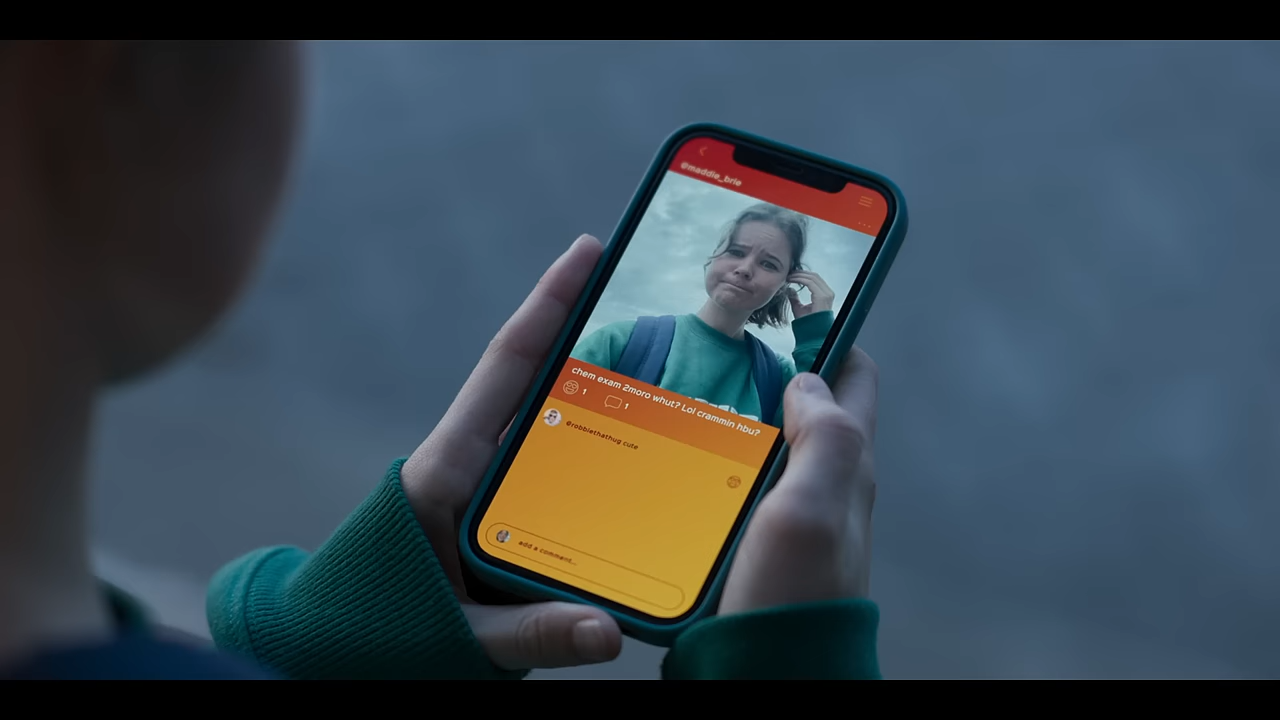 @maddie_brie
chem exam 2moro whut? Lol crammin hbu?
1 1
@robbiethathug cute
add a comment...